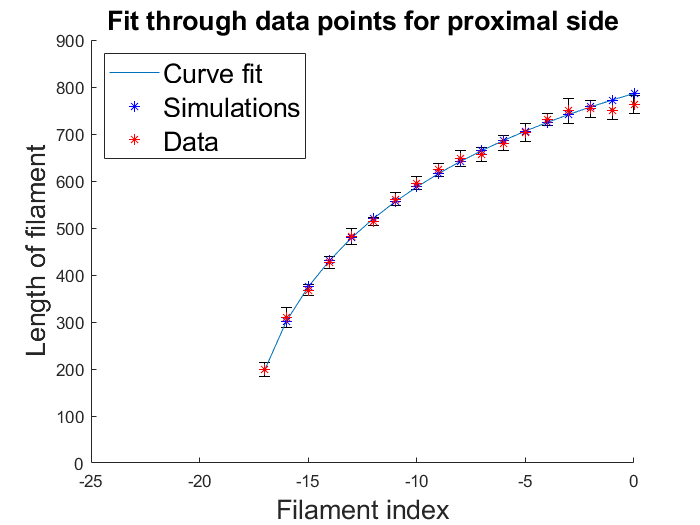 Fit through data points for proximal side
900
800
700
600
500
400
300
200
100
0
Length of filament
Curve fit
Simulations
Data
-25
-20
-15
-10
-5
0
Filament index